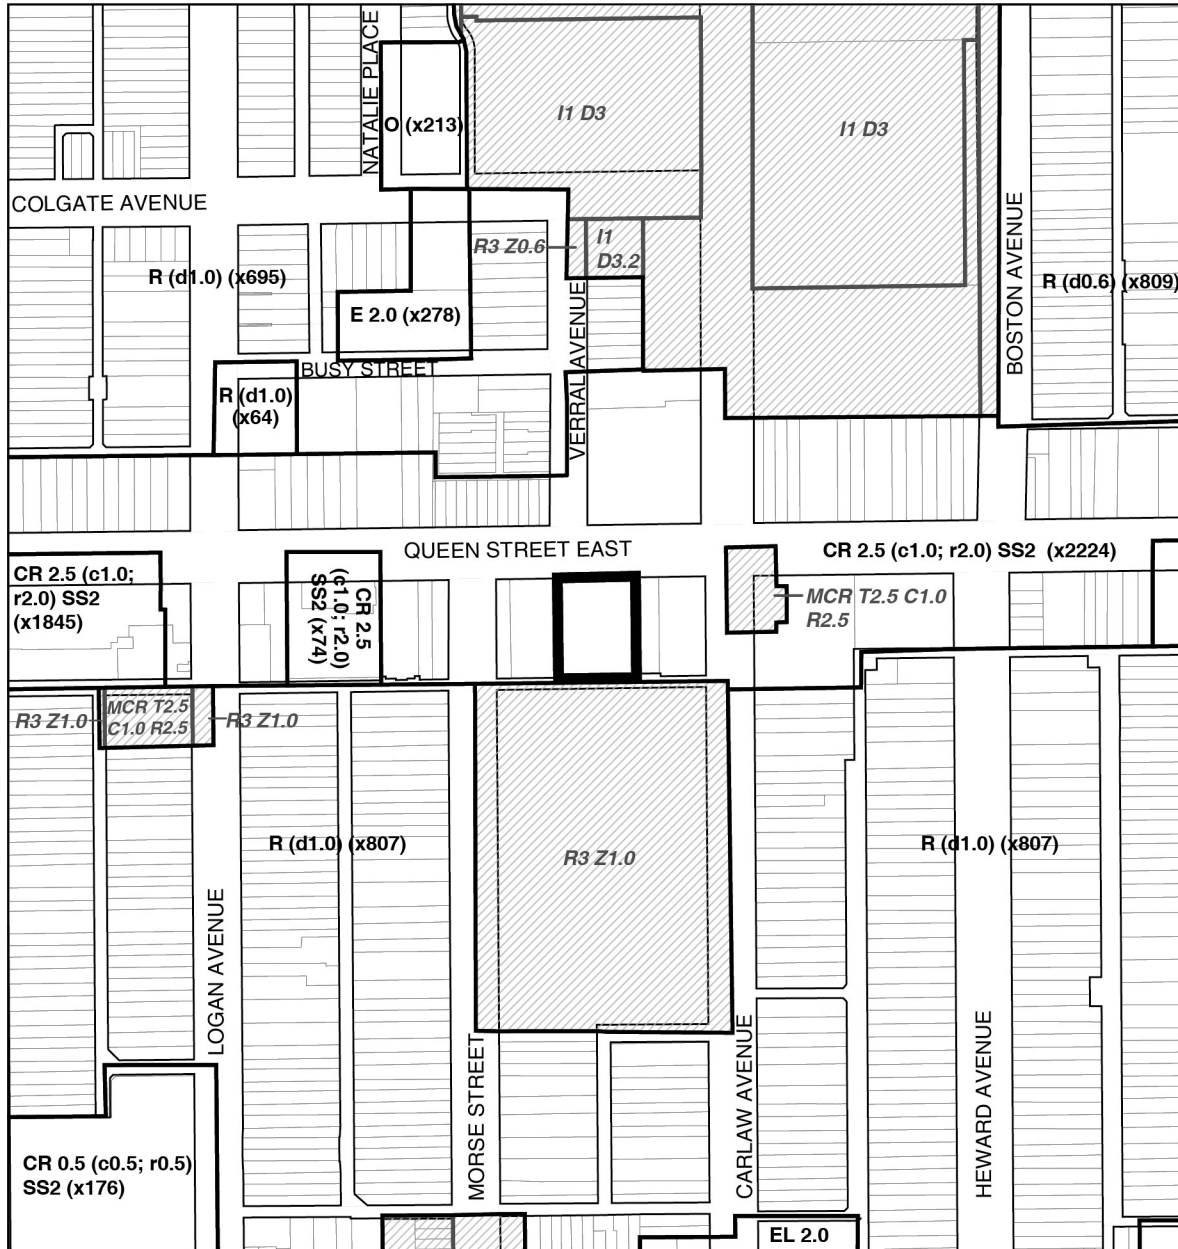 NATALIE PLACE
O (x213)
I1 D3
I1 D3
COLGATE AVENUE
R3 Z0.6
I1
D3.2
BOSTON AVENUE
R (d1.0) (x695)
R (d0.6) (x809)
E 2.0 (x278)
VERRAL AVENUE
BUSY STREET
R (d1.0)
(x64)
QUEEN STREET EAST
CR 2.5 (c1.0; r2.0) SS2 (x2224)
CR 2.5 (c1.0;
r2.0) SS2
(x1845)
CR 2.5
(c1.0; r2.0)
SS2 (x74)
MCR T2.5 C1.0
R2.5
R3 Z1.0
MCR T2.5
C1.0 R2.5
R3 Z1.0
R (d1.0) (x807)
R3 Z1.0
R (d1.0) (x807)
LOGAN AVENUE
MORSE STREET
CARLAW AVENUE
HEWARD AVENUE
CR 0.5 (c0.5; r0.5)
SS2 (x176)
EL 2.0